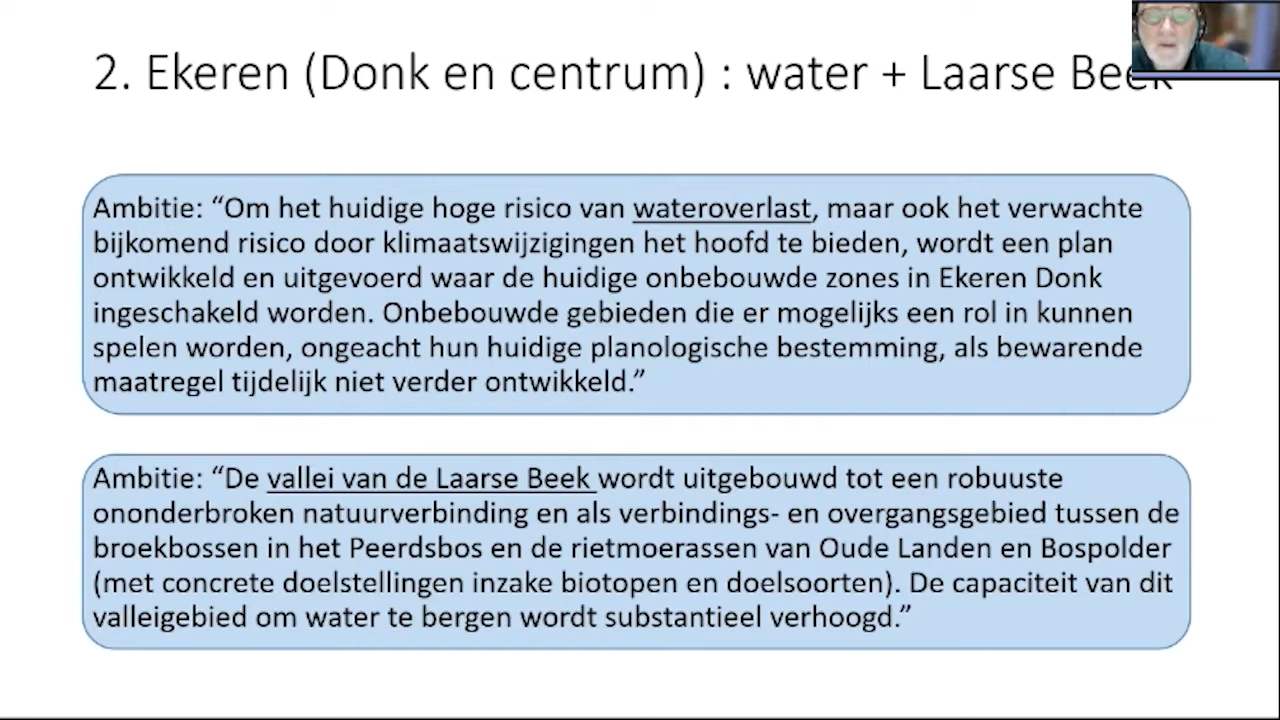 2. Ekeren (Donk en centrum) : water + Laarse Beek
Ambitie: “Om het huidige hoge risico van wateroverlast, maar ook het verwachte
bijkomend risico door klimaatswijzigingen het hoofd te bieden, wordt een plan
ontwikkeld en uitgevoerd waar de huidige onbebouwde zones in Ekeren Donk
ingeschakeld worden. Onbebouwde gebieden die er mogelijks een rol in kunnen
spelen worden, ongeacht hun huidige planologische bestemming, als bewarende
maatregel tijdelijk niet verder ontwikkeld.”
Ambitie: “De vallei van de Laarse Beek wordt uitgebouwd tot een robuuste
ononderbroken natuurverbinding en als verbindings- en overgangsgebied tussen de
broekbossen in het Peerdsbos en de rietmoerassen van Oude Landen en Bospolder
(met concrete doelstellingen inzake biotopen en doelsoorten). De capaciteit van dit
valleigebied om water te bergen wordt substantieel verhoogd.”